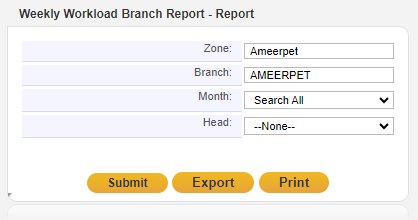 Weekly Workload Branch Report - Report
Zone: Ameerpet
Branch: AMEERPET
Month: Search All
Head: --None--
Submit Export Print